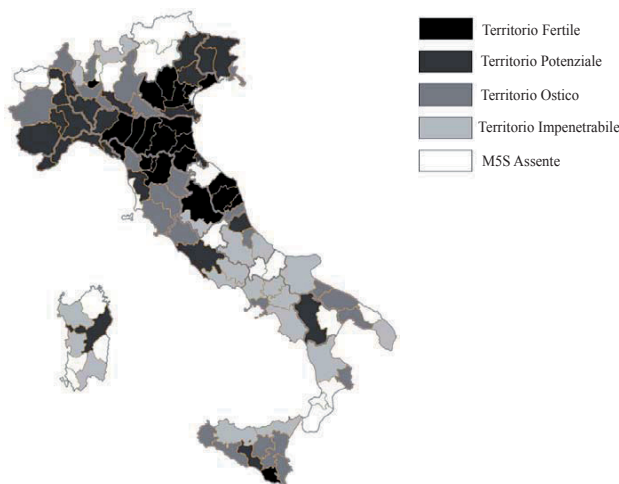 Territorio Fertile
Territorio Potenziale
Territorio Ostico
Territorio Impenetrabile
M5S Assente